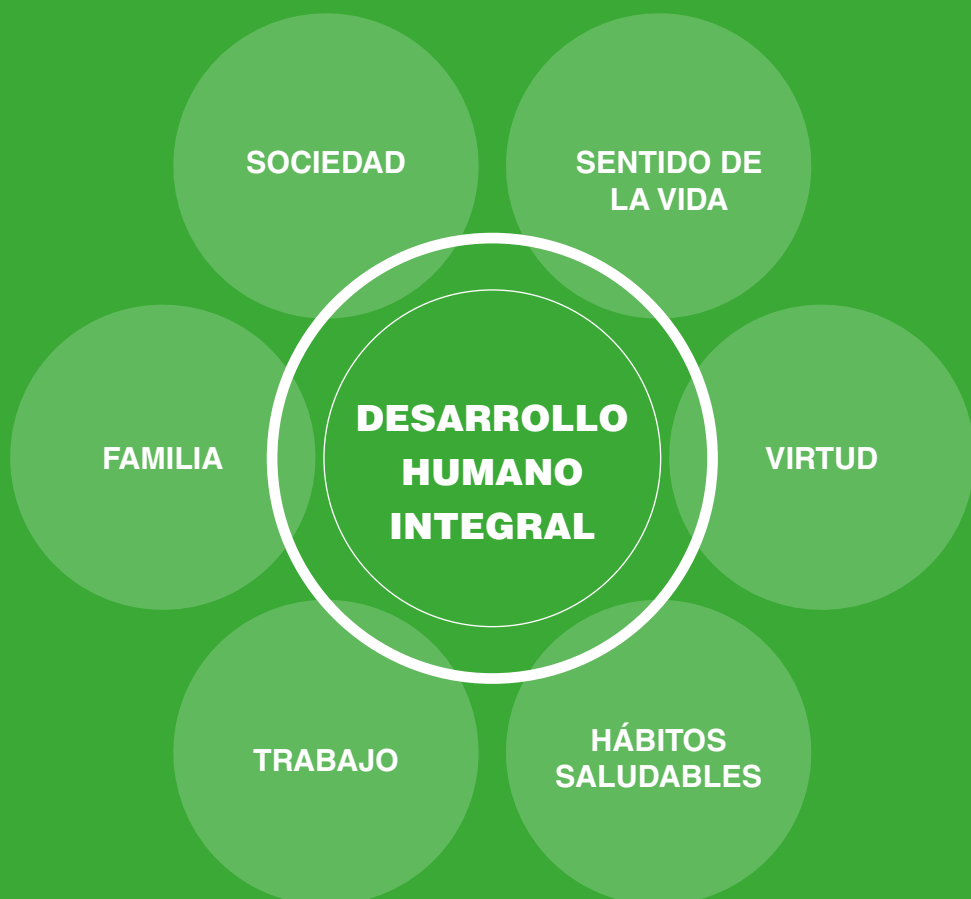 SOCIEDAD
SENTIDO DE
LA VIDA
FAMILIA
DESARROLLO
HUMANO
INTEGRAL
VIRTUD
TRABAJO
HÁBITOS
SALUDABLES